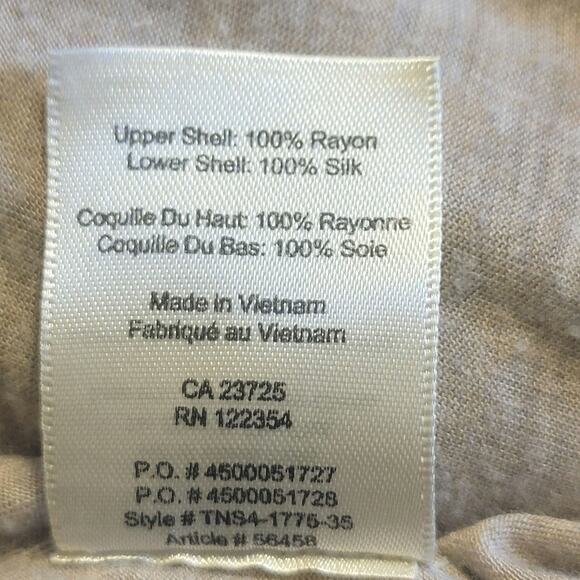 Upper Shell: 100% Rayon
Lower Shell: 100% Silk
Coquille Du Haut: 100% Rayonne
Coquille Du Bas: 100% Soie
Made in Vietnam
Fabriqué au Vietnam
CA 23725
RN 122354
P.O. # 4500051727
P.O. # 4500051728
Style # TNS4-1775-35
Article # 56458